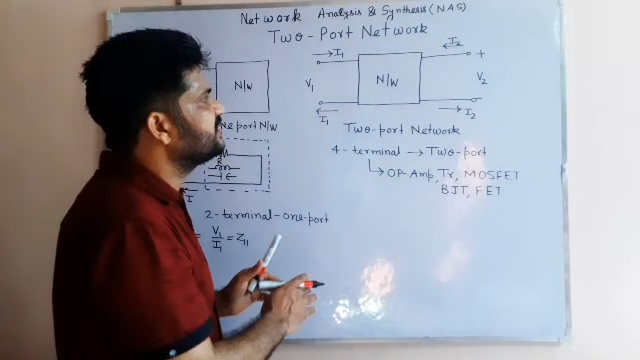 Network Analysis & Synthesis (NAS)
Two-Port Network
N/W
ne port N/W
R
I
2-terminal-one-port
= V1/I1 = Z11
I1
I2
+
V1
N/W
V2
I1
I2
Two-port Network
4-terminal → Two-port
→ OP-Amp, Tr, MOSFET
BJT, FET